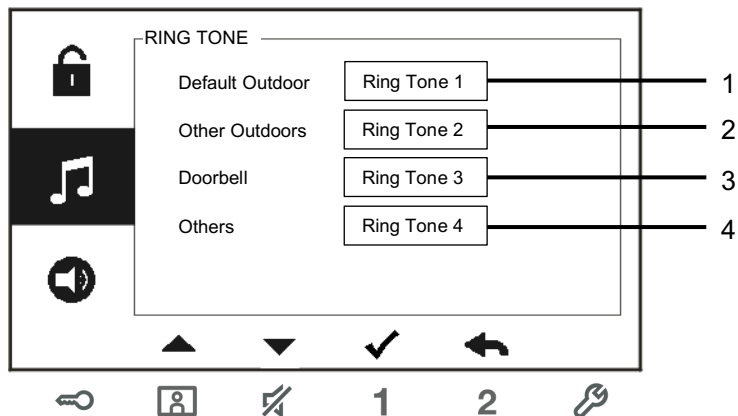 RING TONE
Default Outdoor Ring Tone 1 1
Other Outdoors Ring Tone 2 2
Doorbell Ring Tone 3 3
Others Ring Tone 4 4
1 2